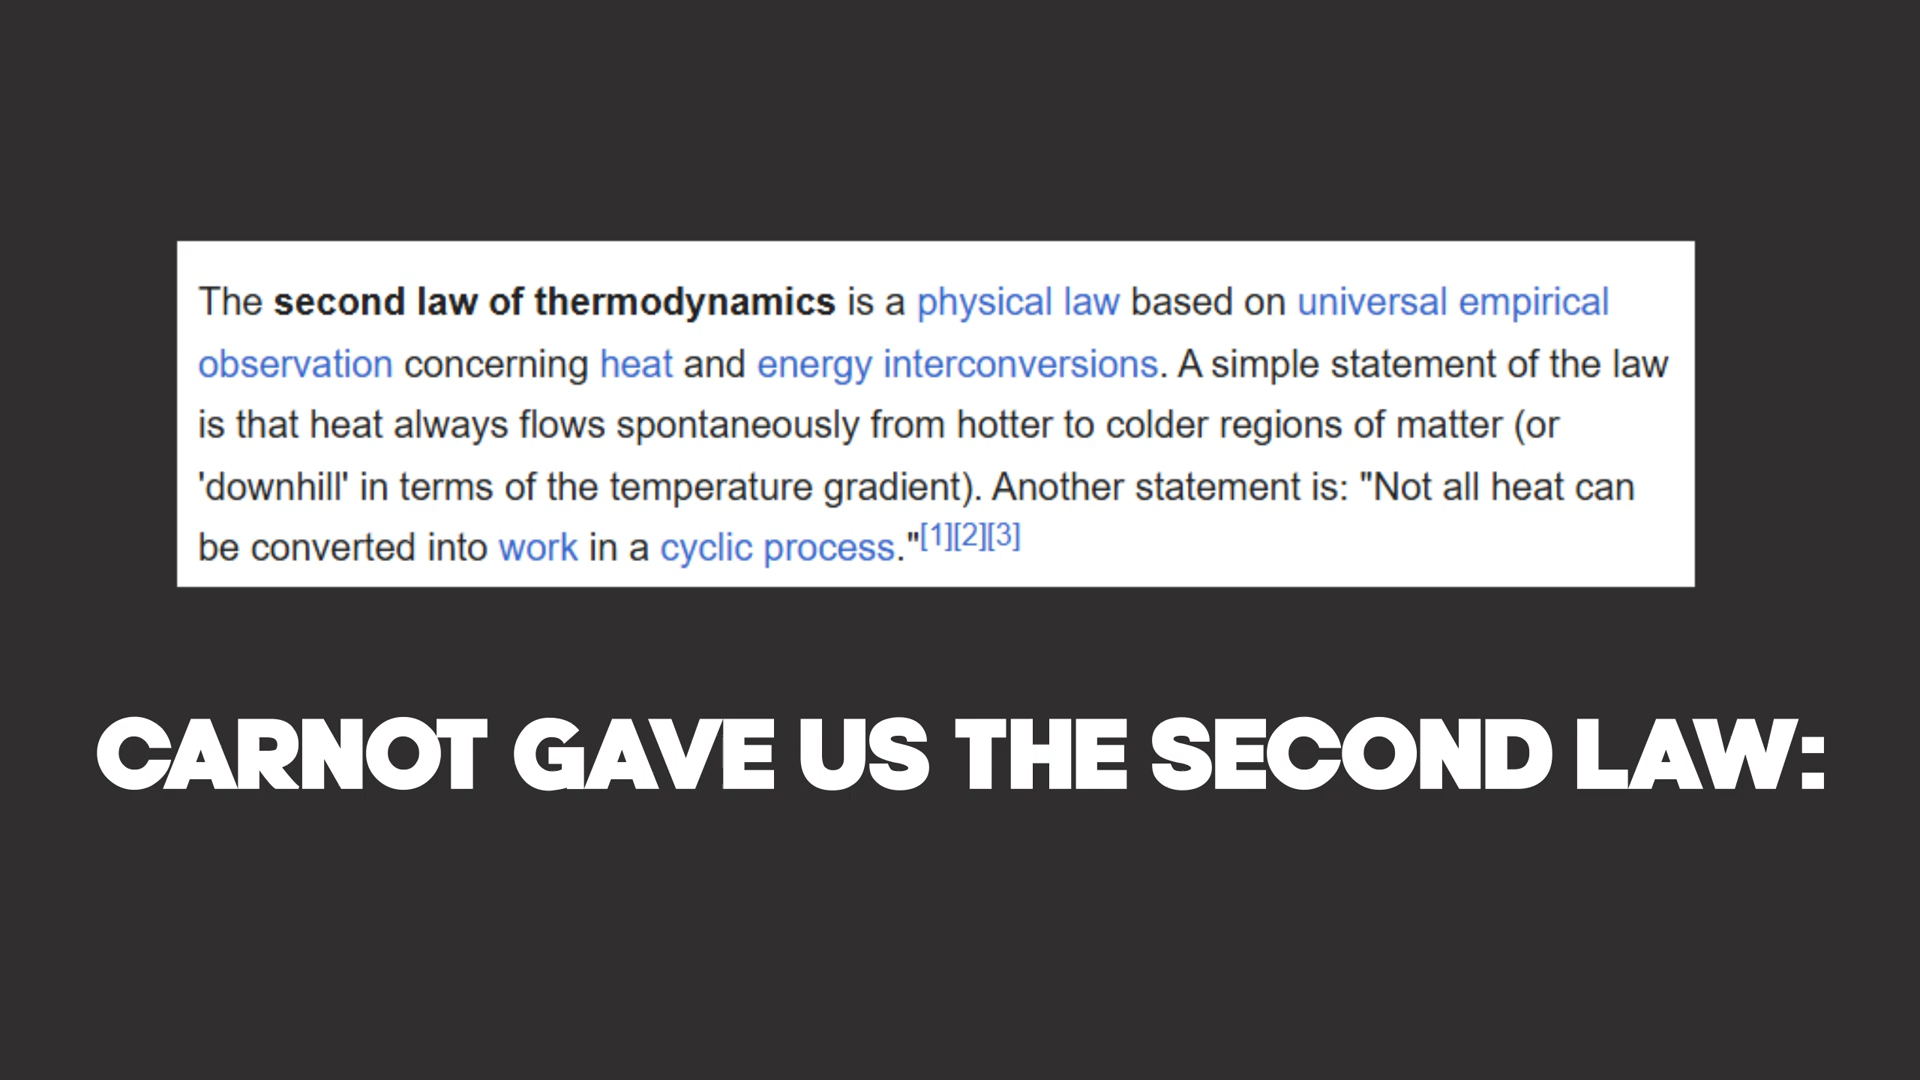 The second law of thermodynamics is a physical law based on universal empirical
observation concerning heat and energy interconversions. A simple statement of the law
is that heat always flows spontaneously from hotter to colder regions of matter (or
'downhill' in terms of the temperature gradient). Another statement is: "Not all heat can
be converted into work in a cyclic process."[1][2][3]
CARNOT GAVE US THE SECOND LAW: